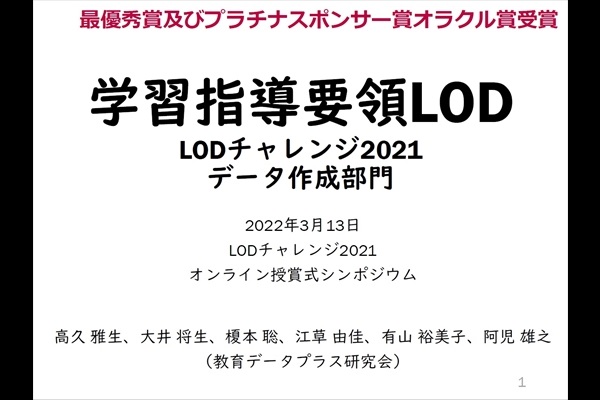 最優秀賞及びプラチナスポンサー賞オラクル賞受賞
学習指導要領LOD
LODチャレンジ2021
データ作成部門
2022年3月13日
LODチャレンジ2021
オンライン授賞式シンポジウム
高久 雅生、大井 将生、榎本 聡、江草 由佳、有山 裕美子、阿児 雄之
（教育データプラス研究会）
1